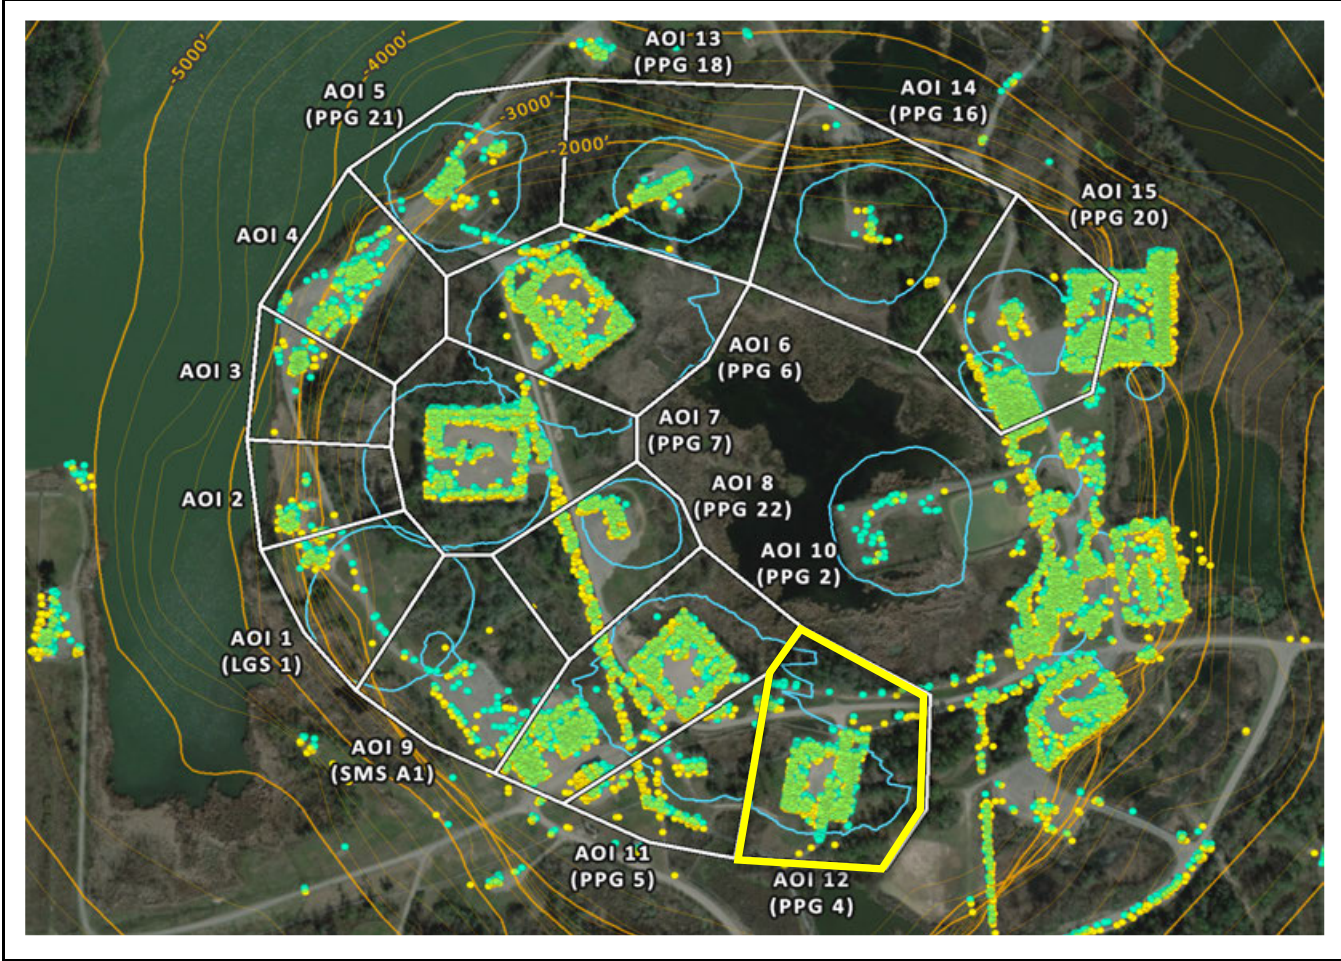 -5000'
-4000'
-3000'
-2000'
AOI 13
(PPG 18)
AOI 5
(PPG 21)
AOI 14
(PPG 16)
AOI 15
(PPG 20)
AOI 4
AOI 3
AOI 6
(PPG 6)
AOI 7
(PPG 7)
AOI 2
AOI 8
(PPG 22)
AOI 10
(PPG 2)
AOI 1
(LGS 1)
AOI 9
(SMS A1)
AOI 11
(PPG 5)
AOI 12
(PPG 4)